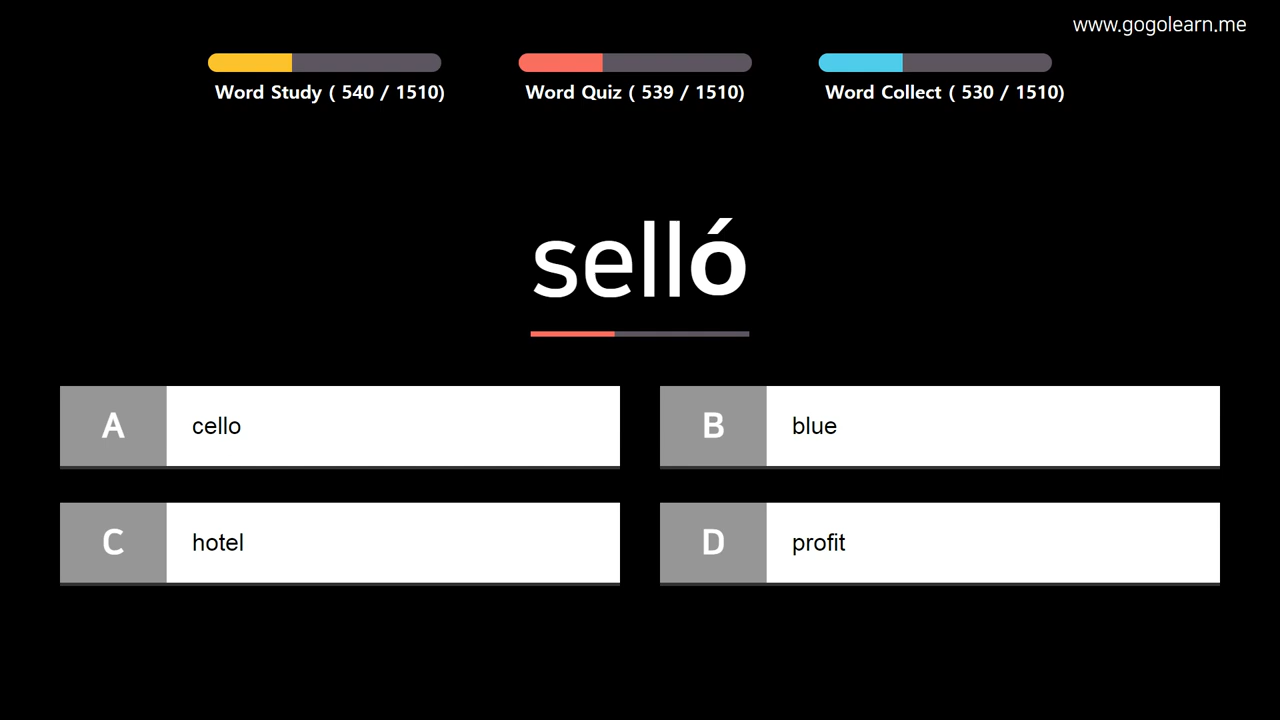 www.gogolearn.me
Word Study ( 540 / 1510)
Word Quiz ( 539 / 1510)
Word Collect ( 530 / 1510)
selló
A cello
B blue
C hotel
D profit